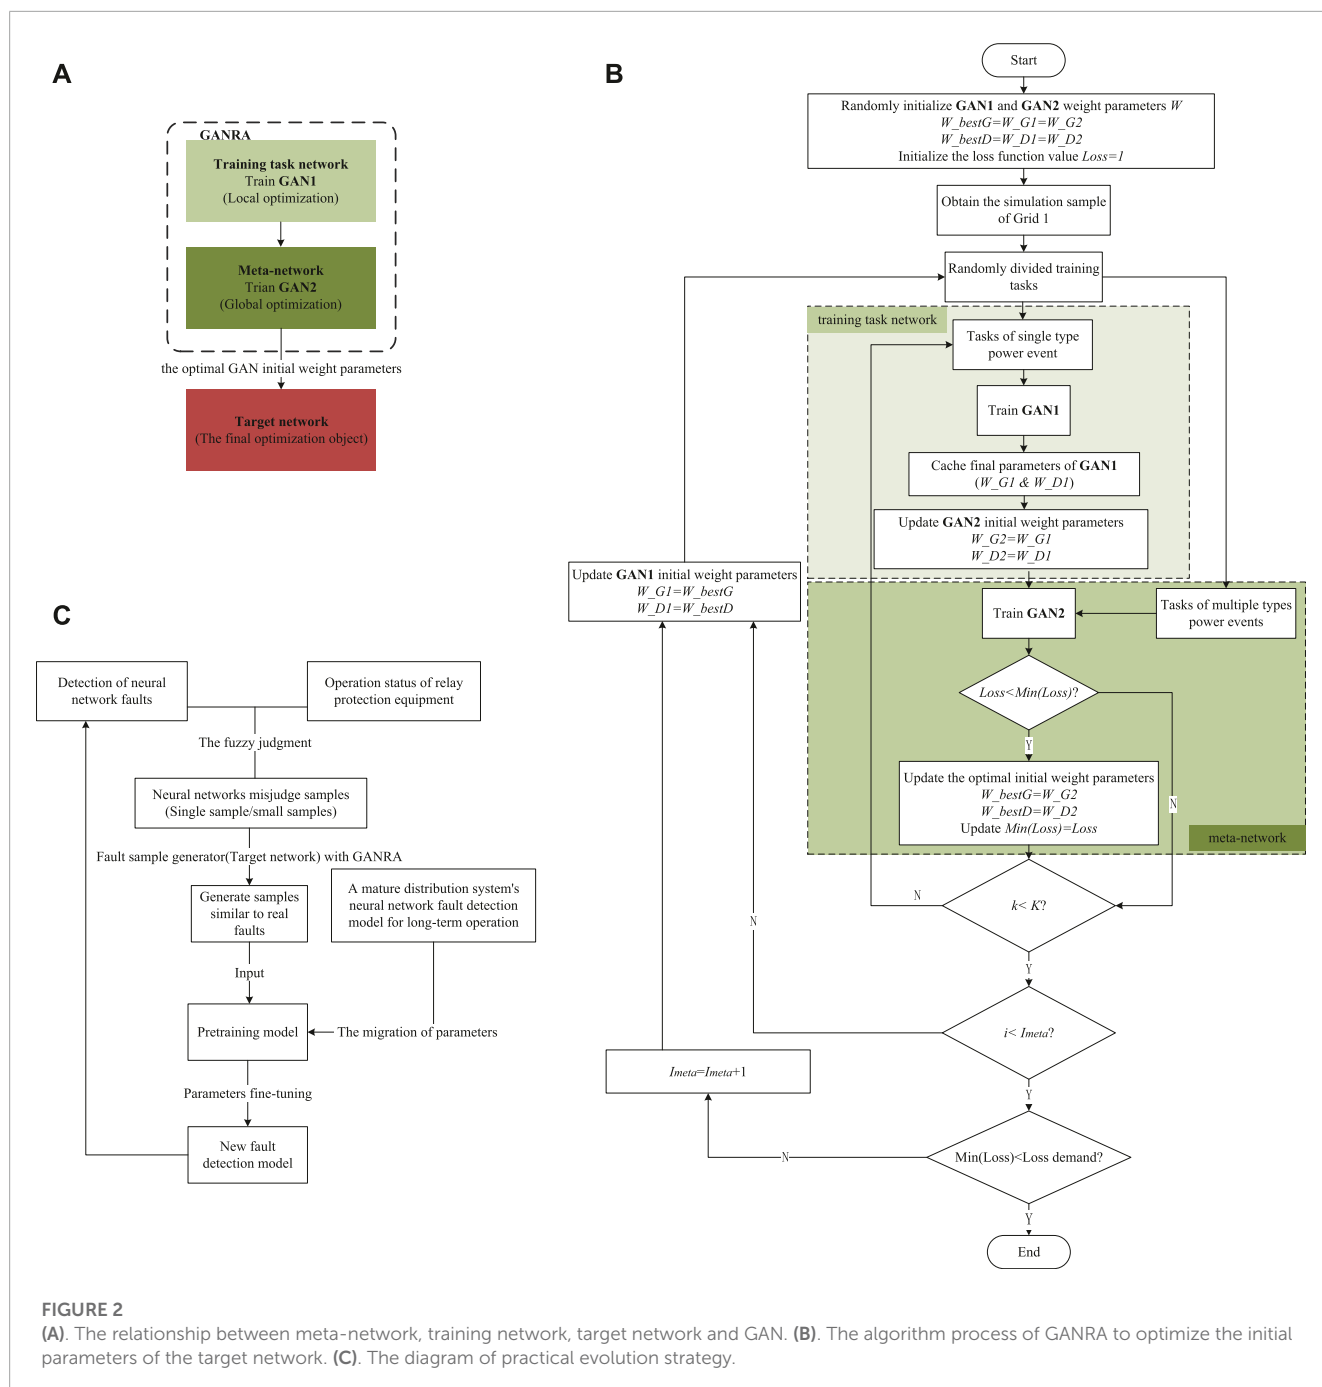 A
GANRA
Training task network
Train GAN1
(Local optimization)
Meta-network
Trian GAN2
(Global optimization)
the optimal GAN initial weight parameters
Target network
(The final optimization object)
B
Start
Randomly initialize GAN1 and GAN2 weight parameters W
W_bestG=W_G1=W_G2
W_bestD=W_D1=W_D2
Initialize the loss function value Loss=1
Obtain the simulation sample
of Grid 1
Randomly divided training
tasks
training task network
Tasks of single type
power event
Train GAN1
Cache final parameters of GAN1
(W_G1 & W_D1)
Update GAN2 initial weight parameters
W_G2=W_G1
W_D2=W_D1
Update GAN1 initial weight parameters
W_G1=W_bestG
W_D1=W_bestD
Train GAN2
Tasks of multiple types
power events
Loss<Min(Loss)?
Y
N
Update the optimal initial weight parameters
W_bestG=W_G2
W_bestD=W_D2
Update Min(Loss)=Loss
meta-network
k< K?
N
Y
N
i< Imeta?
Y
Imeta=Imeta+1
Min(Loss)<Loss demand?
N
Y
End
C
Detection of neural
network faults
Operation status of relay
protection equipment
The fuzzy judgment
Neural networks misjudge samples
(Single sample/small samples)
Fault sample generator(Target network) with GANRA
Generate samples
similar to real
faults
A mature distribution system's
neural network fault detection
model for long-term operation
Input
Pretraining model
The migration of parameters
Parameters fine-tuning
New fault
detection model
FIGURE 2
(A). The relationship between meta-network, training network, target network and GAN. (B). The algorithm process of GANRA to optimize the initial
parameters of the target network. (C). The diagram of practical evolution strategy.